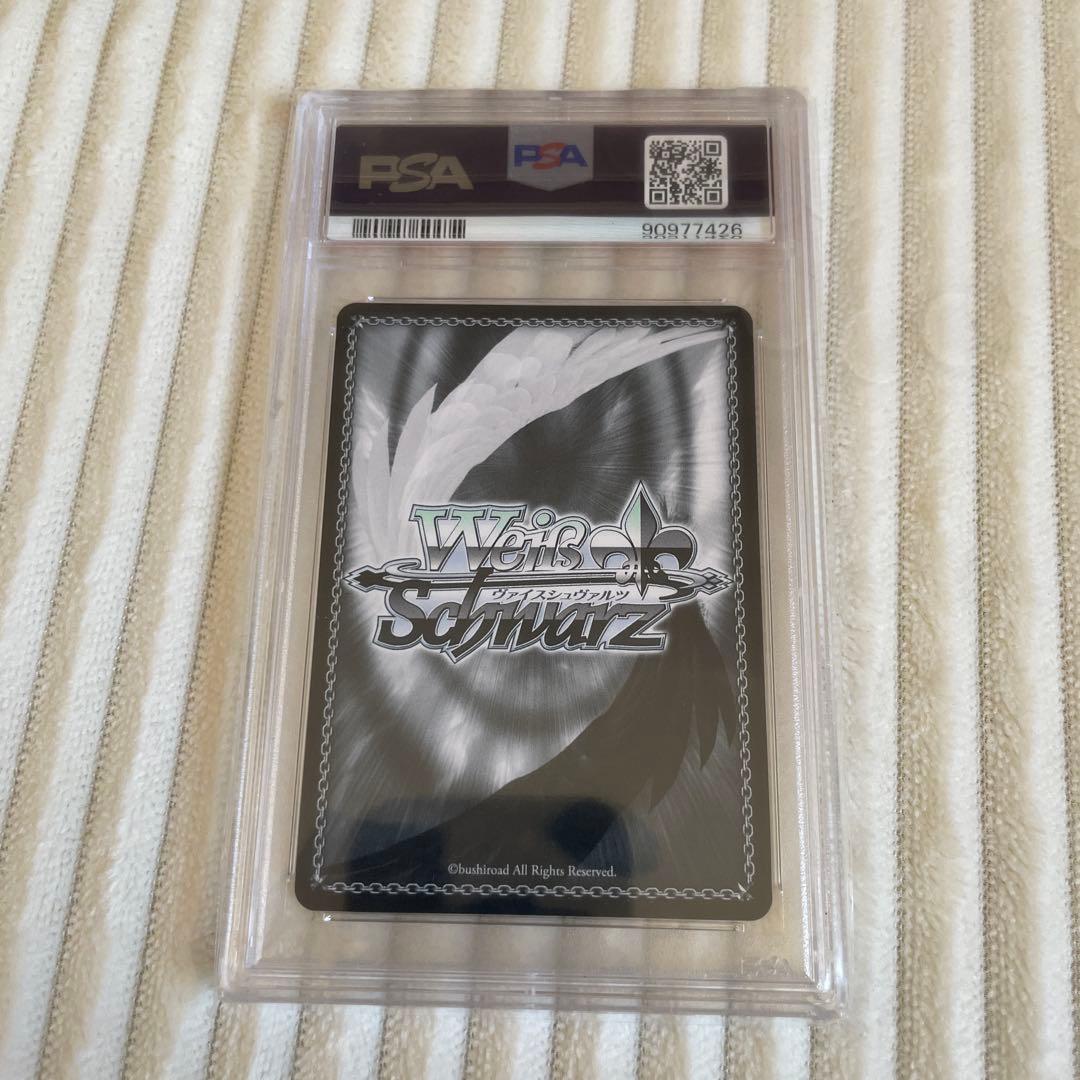 PSA
PSA
90977426
Weiß
ヴァイスシュヴァルツ
Schwarz
©bushiroad All Rights Reserved.
PSA